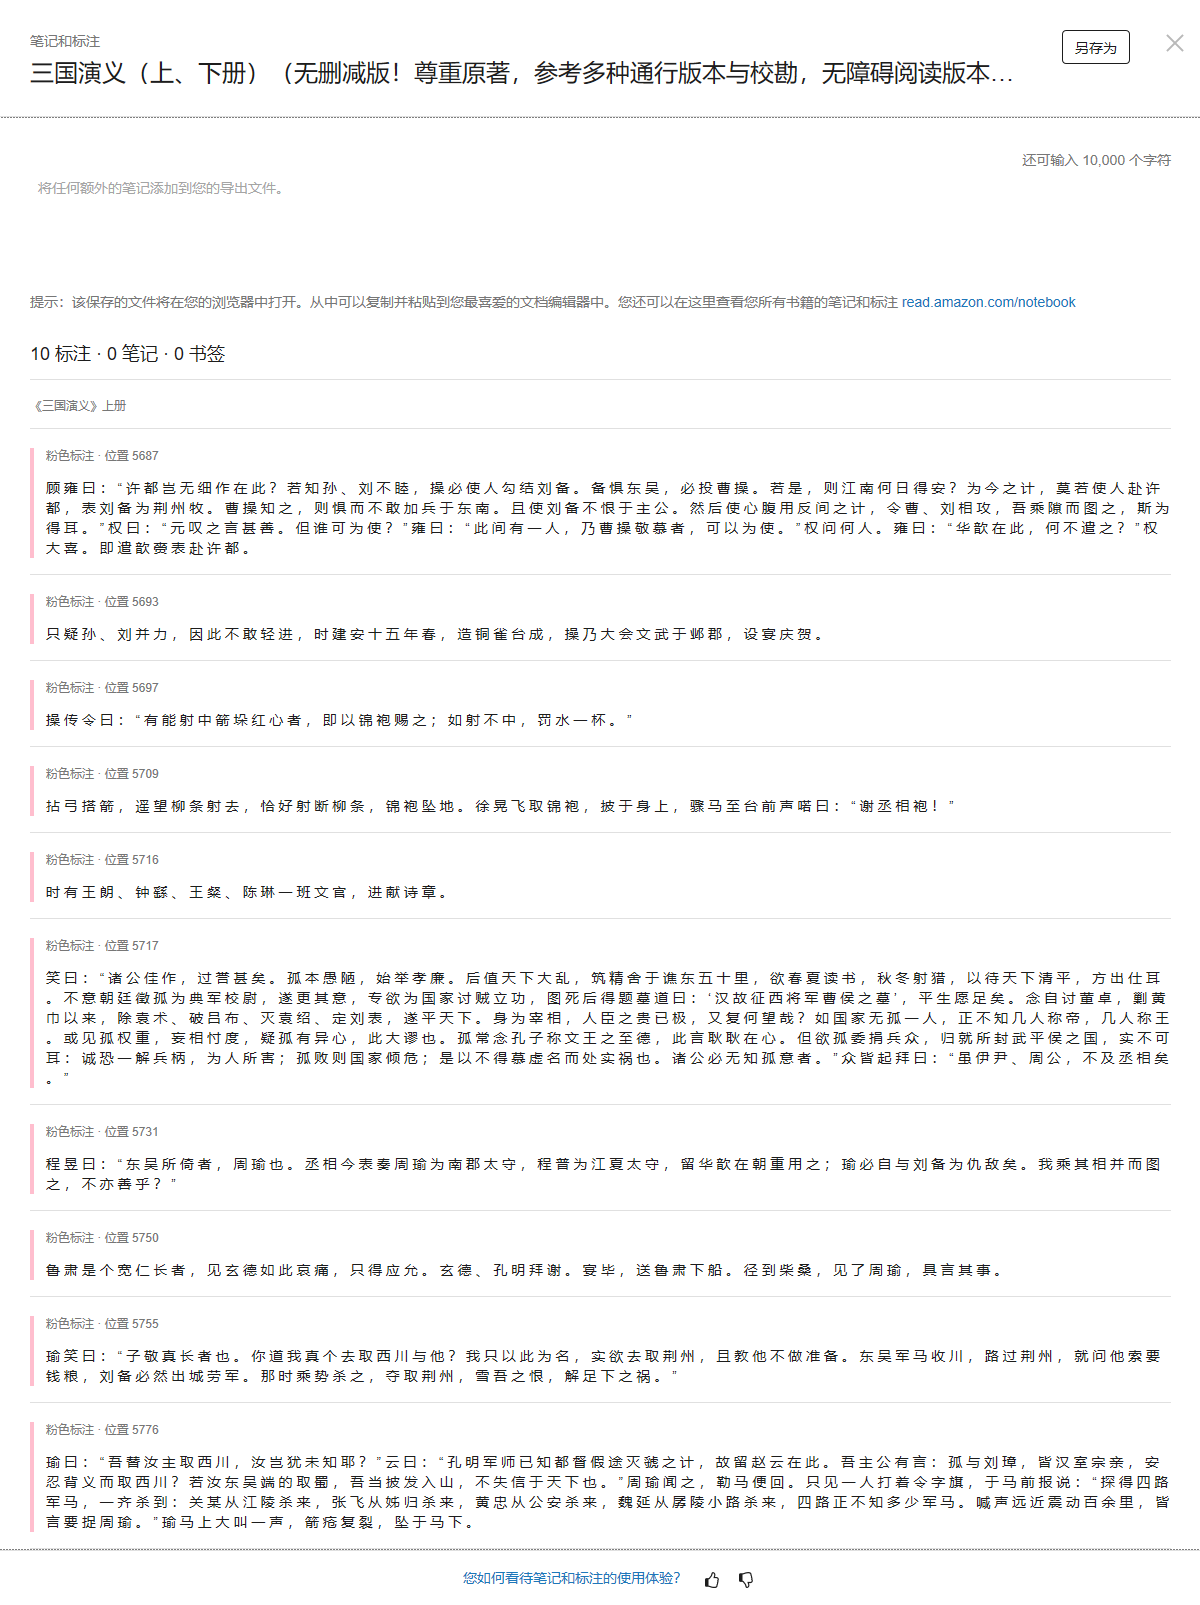 笔记和标注
三国演义（上、下册）（无删减版！尊重原著，参考多种通行版本与校勘，无障碍阅读版本…
另存为
还可输入 10,000 个字符
将任何额外的笔记添加到您的导出文件。
提示：该保存的文件将在您的浏览器中打开。从中可以复制并粘贴到您最喜爱的文档编辑器中。您还可以在这里查看您所有书籍的笔记和标注 read.amazon.com/notebook
10 标注 · 0 笔记 · 0 书签
《三国演义》上册
粉色标注 · 位置 5687
顾雍曰：“许都岂无细作在此？若知孙、刘不睦，操必使人勾结刘备。备惧东吴，必投曹操。若是，则江南何日得安？为今之计，莫若使人赴许
都，表刘备为荆州牧。曹操知之，则惧而不敢加兵于东南。且使刘备不恨于主公。然后使心腹用反间之计，令曹、刘相攻，吾乘隙而图之，斯为
得耳。”权曰：“元叹之言甚善。但谁可为使？”雍曰：“此间有一人，乃曹操敬慕者，可以为使。”权问何人。雍曰：“华歆在此，何不遣之？”权
大喜。即遣歆赍表赴许都。
粉色标注 · 位置 5693
只疑孙、刘并力，因此不敢轻进，时建安十五年春，造铜雀台成，操乃大会文武于邺郡，设宴庆贺。
粉色标注 · 位置 5697
操传令曰：“有能射中箭垛红心者，即以锦袍赐之；如射不中，罚水一杯。”
粉色标注 · 位置 5709
拈弓搭箭，遥望柳条射去，恰好射断柳条，锦袍坠地。徐晃飞取锦袍，披于身上，骤马至台前声喏曰：“谢丞相袍！”
粉色标注 · 位置 5716
时有王朗、钟繇、王粲、陈琳一班文官，进献诗章。
粉色标注 · 位置 5717
笑曰：“诸公佳作，过誉甚矣。孤本愚陋，始举孝廉。后值天下大乱，筑精舍于谯东五十里，欲春夏读书，秋冬射猎，以待天下清平，方出仕耳
。不意朝廷徵孤为典军校尉，遂更其意，专欲为国家讨贼立功，图死后得题墓道曰：‘汉故征西将军曹侯之墓’，平生愿足矣。念自讨董卓，剿黄
巾以来，除袁术、破吕布、灭袁绍、定刘表，遂平天下。身为宰相，人臣之贵已极，又复何望哉？如国家无孤一人，正不知几人称帝，几人称王
。或见孤权重，妄相忖度，疑孤有异心，此大谬也。孤常念孔子称文王之至德，此言耿耿在心。但欲孤委捐兵众，归就所封武平侯之国，实不可
耳：诚恐一解兵柄，为人所害；孤败则国家倾危；是以不得慕虚名而处实祸也。诸公必无知孤意者。”众皆起拜曰：“虽伊尹、周公，不及丞相矣
。”
粉色标注 · 位置 5731
程昱曰：“东吴所倚者，周瑜也。丞相今表奏周瑜为南郡太守，程普为江夏太守，留华歆在朝重用之；瑜必自与刘备为仇敌矣。我乘其相并而图
之，不亦善乎？”
粉色标注 · 位置 5750
鲁肃是个宽仁长者，见玄德如此哀痛，只得应允。玄德、孔明拜谢。宴毕，送鲁肃下船。径到柴桑，见了周瑜，具言其事。
粉色标注 · 位置 5755
瑜笑曰：“子敬真长者也。你道我真个去取西川与他？我只以此为名，实欲去取荆州，且教他不做准备。东吴军马收川，路过荆州，就问他索要
钱粮，刘备必然出城劳军。那时乘势杀之，夺取荆州，雪吾之恨，解足下之祸。”
粉色标注 · 位置 5776
瑜曰：“吾替汝主取西川，汝岂犹未知耶？”云曰：“孔明军师已知都督假途灭虢之计，故留赵云在此。吾主公有言：孤与刘璋，皆汉室宗亲，安
忍背义而取西川？若汝东吴端的取蜀，吾当披发入山，不失信于天下也。”周瑜闻之，勒马便回。只见一人打着令字旗，于马前报说：“探得四路
军马，一齐杀到：关某从江陵杀来，张飞从姊归杀来，黄忠从公安杀来，魏延从孱陵小路杀来，四路正不知多少军马。喊声远近震动百余里，皆
言要捉周瑜。”瑜马上大叫一声，箭疮复裂，坠于马下。
您如何看待笔记和标注的使用体验？